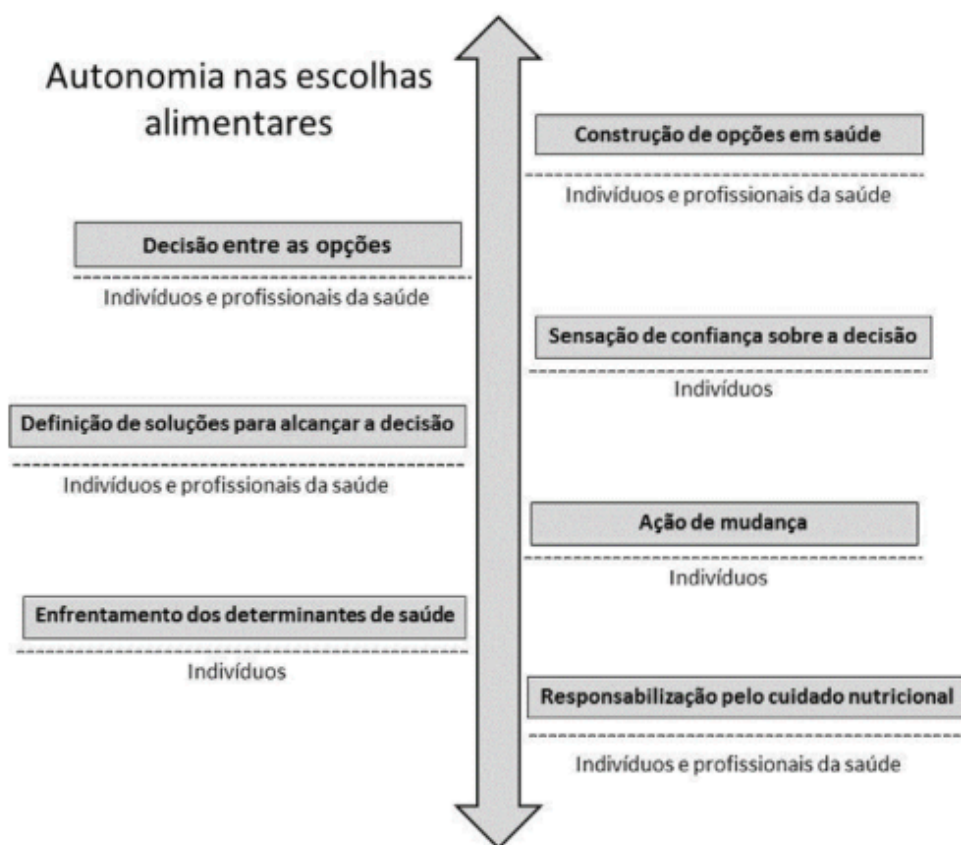 Autonomia nas escolhas
alimentares
Construção de opções em saúde
Indivíduos e profissionais da saúde
Decisão entre as opções
Indivíduos e profissionais da saúde
Sensação de confiança sobre a decisão
Indivíduos
Definição de soluções para alcançar a decisão
Indivíduos e profissionais da saúde
Ação de mudança
Indivíduos
Enfrentamento dos determinantes de saúde
Indivíduos
Responsabilização pelo cuidado nutricional
Indivíduos e profissionais da saúde